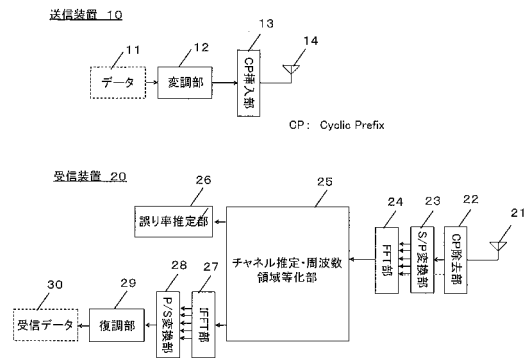 送信装置 10
11
12
13
14
データ
変調部
CP挿入部
CP: Cyclic Prefix
受信装置 20
26
25
24
23
22
21
誤り率推定部
チャネル推定・周波数
領域等化部
FFT部
S/P変換部
CP除去部
30
29
28
27
受信データ
復調部
P/S変換部
IFFT部